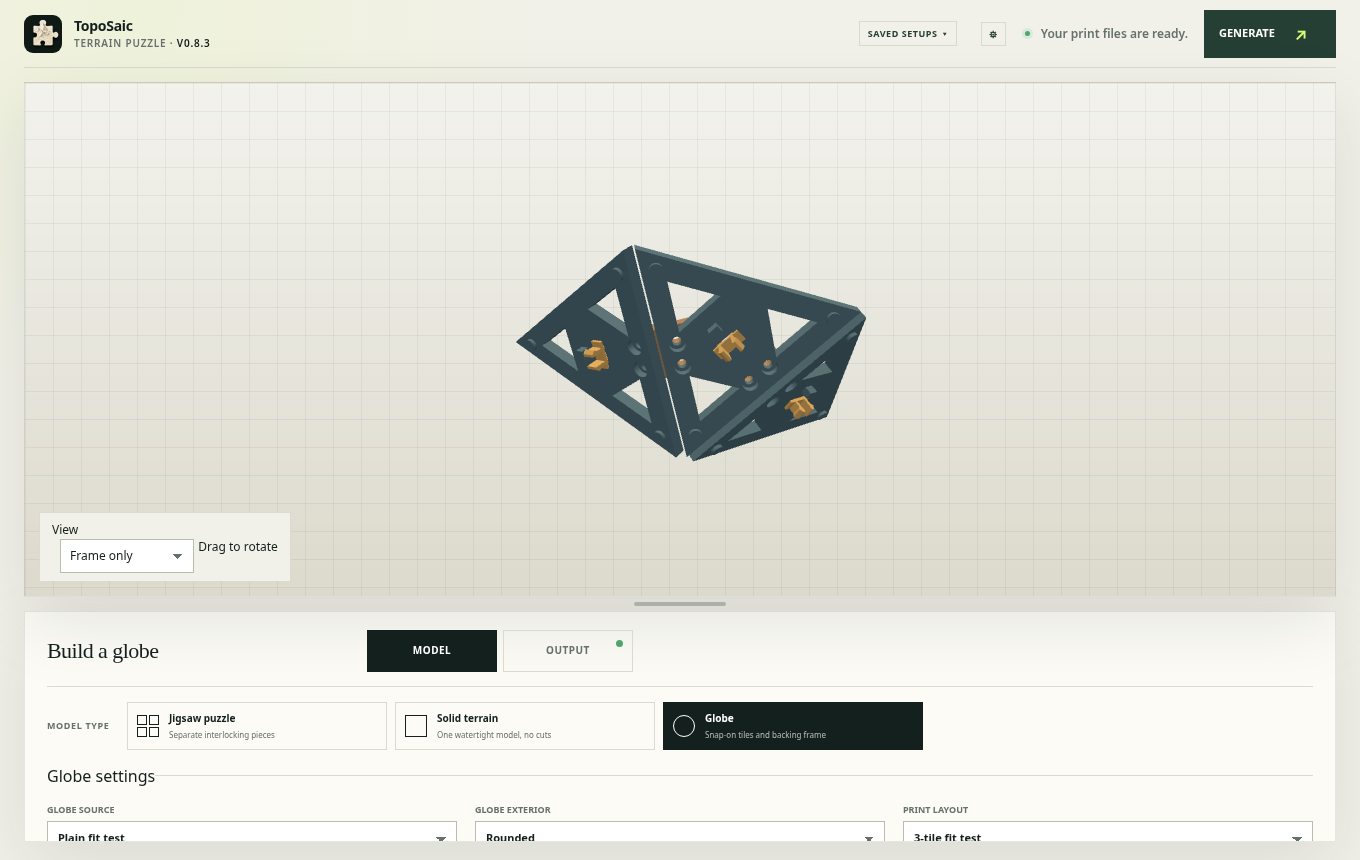 TopoSaic
TERRAIN PUZZLE · V0.8.3
SAVED SETUPS
Your print files are ready.
GENERATE
View
Frame only
Drag to rotate
Build a globe
MODEL
OUTPUT
MODEL TYPE
Jigsaw puzzle
Separate interlocking pieces
Solid terrain
One watertight model, no cuts
Globe
Snap-on tiles and backing frame
Globe settings
GLOBE SOURCE
GLOBE EXTERIOR
PRINT LAYOUT
Plain fit test
Rounded
3-tile fit test